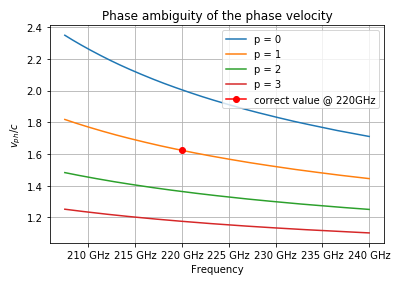 Phase ambiguity of the phase velocity
2.4
2.2
2.0
1.8
1.6
1.4
1.2
v_ph/c
p = 0
p = 1
p = 2
p = 3
correct value @ 220GHz
210 GHz 215 GHz 220 GHz 225 GHz 230 GHz 235 GHz 240 GHz
Frequency